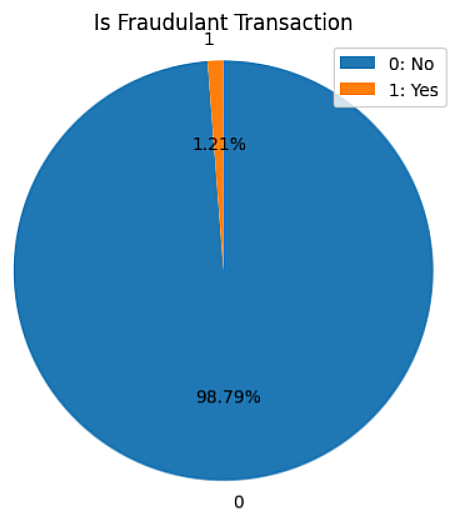 Is Fraudulant Transaction
1
0: No
1: Yes
1.21%
98.79%
0